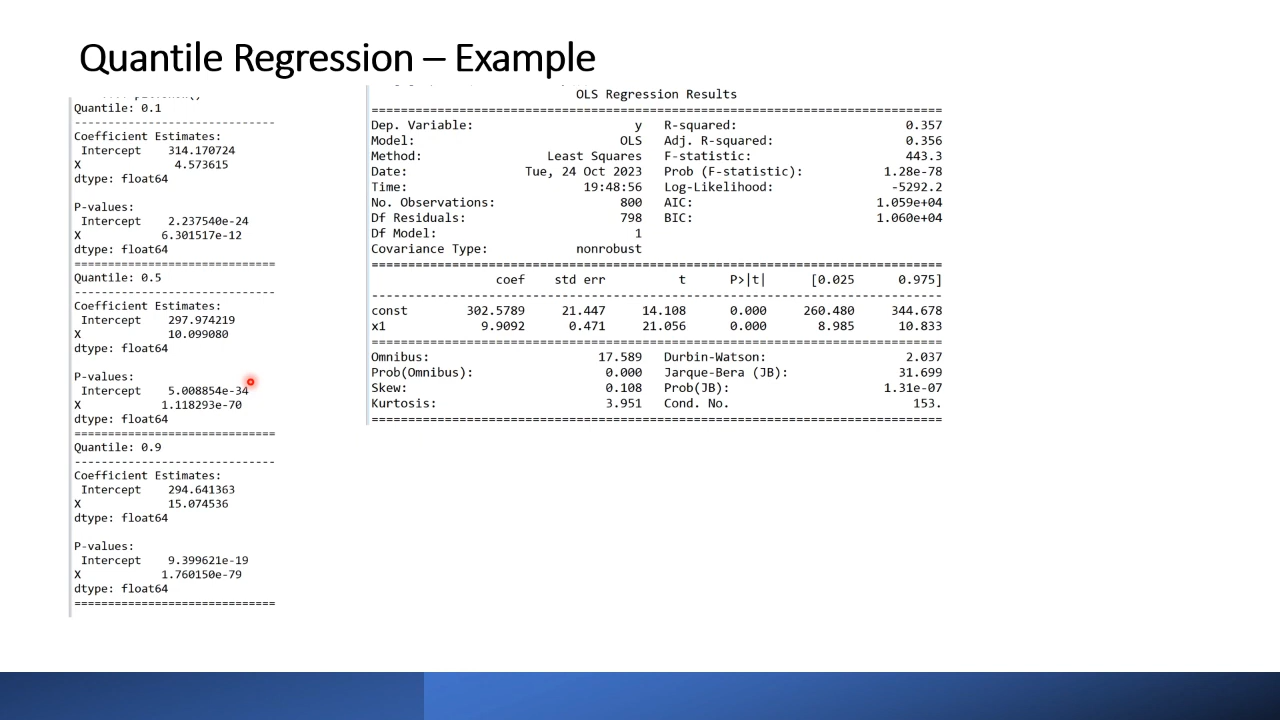 Quantile Regression – Example
Quantile: 0.1
------------------------------
Coefficient Estimates:
Intercept 314.170724
X 4.573615
dtype: float64
P-values:
Intercept 2.237540e-24
X 6.301517e-12
dtype: float64
==============================
Quantile: 0.5
------------------------------
Coefficient Estimates:
Intercept 297.974219
X 10.099080
dtype: float64
P-values:
Intercept 5.008854e-34
X 1.118293e-70
dtype: float64
==============================
Quantile: 0.9
------------------------------
Coefficient Estimates:
Intercept 294.641363
X 15.074536
dtype: float64
P-values:
Intercept 9.399621e-19
X 1.760150e-79
dtype: float64
==============================
OLS Regression Results
==============================================================================
Dep. Variable: y R-squared: 0.357
Model: OLS Adj. R-squared: 0.356
Method: Least Squares F-statistic: 443.3
Date: Tue, 24 Oct 2023 Prob (F-statistic): 1.28e-78
Time: 19:48:56 Log-Likelihood: -5292.2
No. Observations: 800 AIC: 1.059e+04
Df Residuals: 798 BIC: 1.060e+04
Df Model: 1
Covariance Type: nonrobust
==============================================================================
coef std err t P>|t| [0.025 0.975]
------------------------------------------------------------------------------
const 302.5789 21.447 14.108 0.000 260.480 344.678
x1 9.9092 0.471 21.056 0.000 8.985 10.833
==============================================================================
Omnibus: 17.589 Durbin-Watson: 2.037
Prob(Omnibus): 0.000 Jarque-Bera (JB): 31.699
Skew: 0.108 Prob(JB): 1.31e-07
Kurtosis: 3.951 Cond. No. 153.
==============================================================================